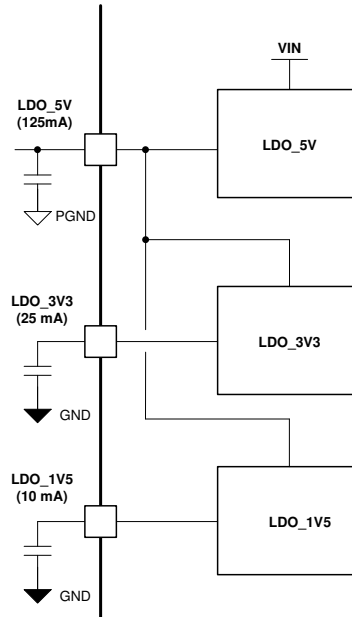 VIN
LDO_5V
(125mA)
LDO_5V
PGND
LDO_3V3
(25 mA)
LDO_3V3
GND
LDO_1V5
(10 mA)
LDO_1V5
GND